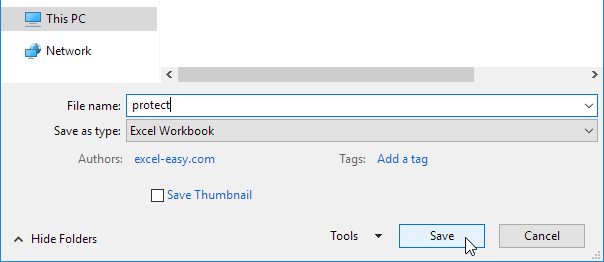 This PC
Network
File name: protect
Save as type: Excel Workbook
Authors: excel-easy.com Tags: Add a tag
Save Thumbnail
Hide Folders Tools Save Cancel